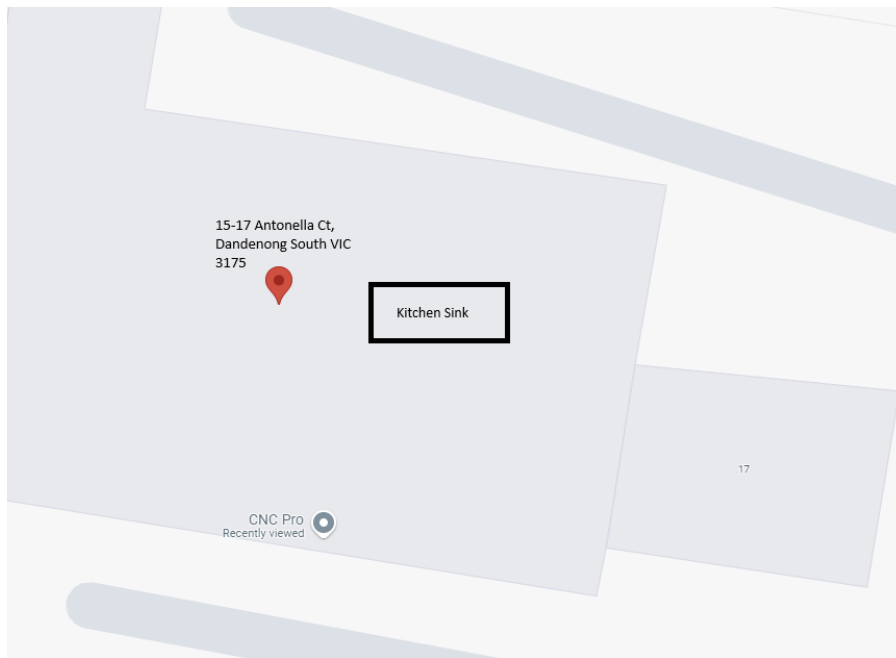 15-17 Antonella Ct,
Dandenong South VIC
3175
Kitchen Sink
17
CNC Pro
Recently viewed